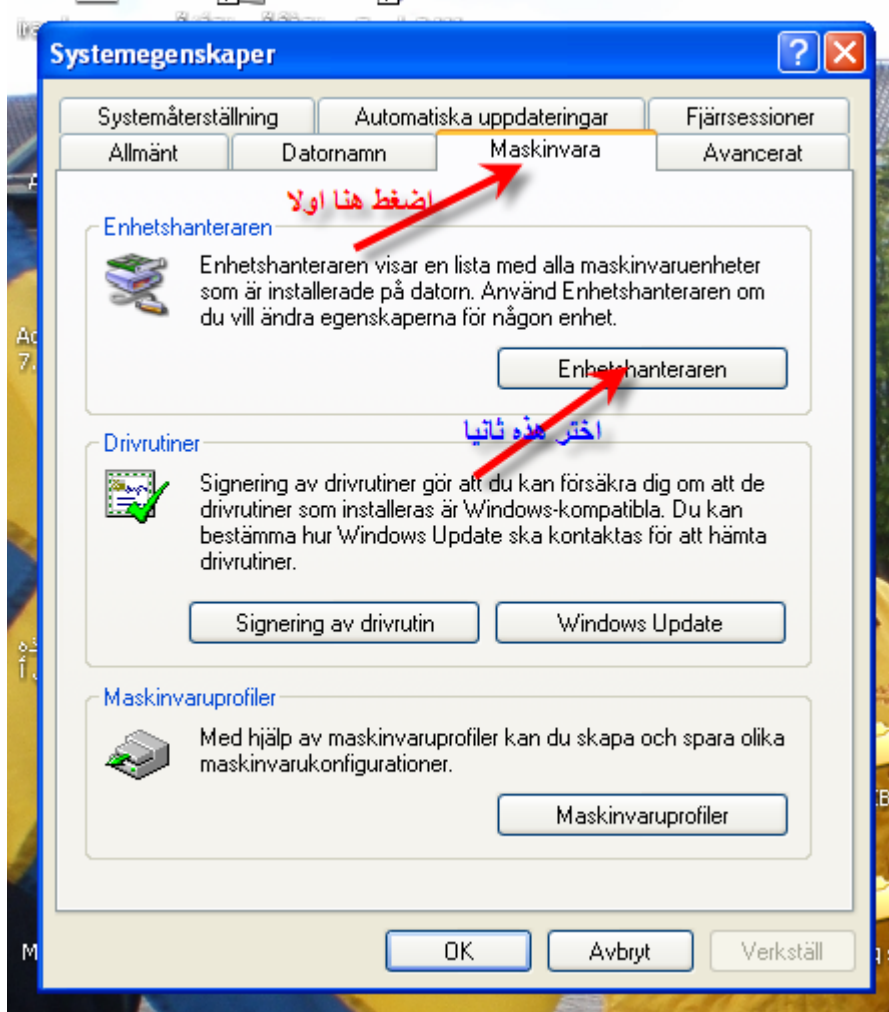 Systemegenskaper
Systemåterställning Automatiska uppdateringar Fjärrsessioner
Allmänt Datornamn Maskinvara Avancerat
اضغط هنا اولا
Enhetshanteraren
Enhetshanteraren visar en lista med alla maskinvaruenheter
som är installerade på datorn. Använd Enhetshanteraren om
du vill ändra egenskaperna för någon enhet.
Enhetshanteraren
اختر هذه ثانيا
Drivrutiner
Signering av drivrutiner gör att du kan försäkra dig om att de
drivrutiner som installeras är Windows-kompatibla. Du kan
bestämma hur Windows Update ska kontaktas för att hämta
drivrutiner.
Signering av drivrutin Windows Update
Maskinvaruprofiler
Med hjälp av maskinvaruprofiler kan du skapa och spara olika
maskinvarukonfigurationer.
Maskinvaruprofiler
OK Avbryt Verkställ